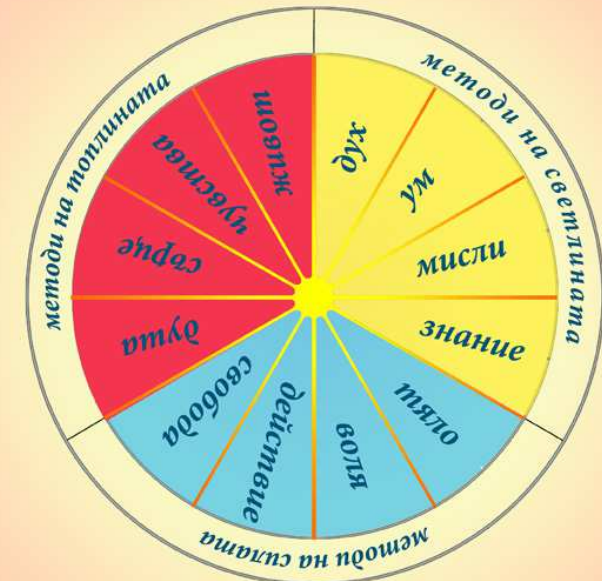 методи на светлината
дух
ум
мисли
знание
методи на силата
тяло
воля
действие
свобода
методи на топлината
душа
сърце
чувства
живот